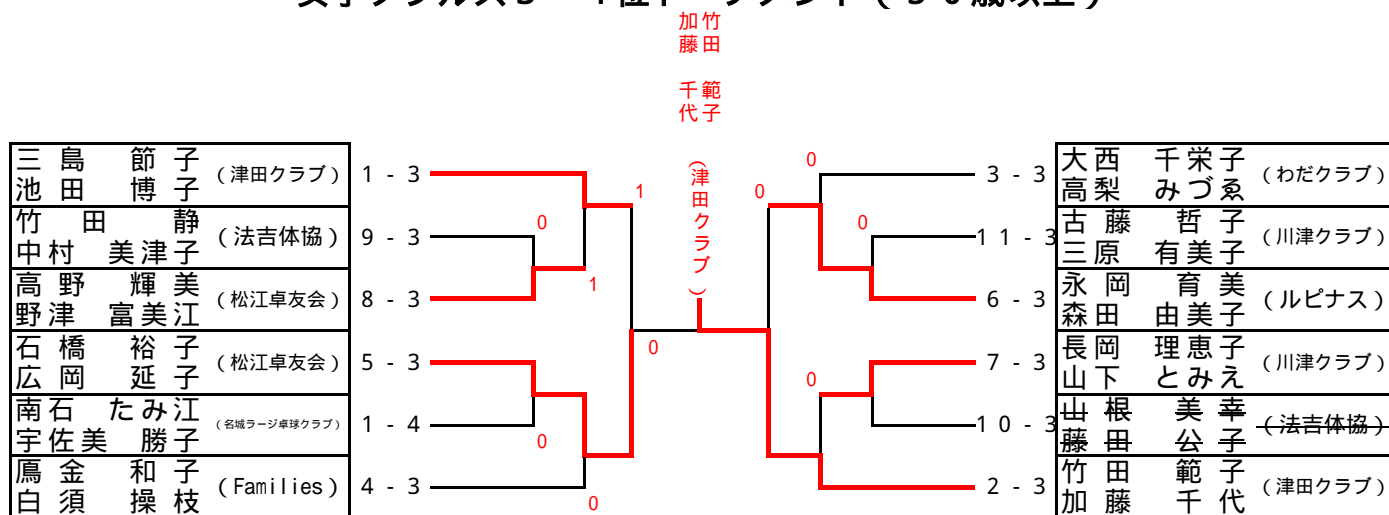 加藤 千代
竹田 範子
(津田クラブ)
三島 節子
池田 博子
(津田クラブ)
1 - 3
竹田 静
中村 美津子
(法吉体協)
9 - 3
高野 輝美
野津 富美江
(松江卓友会)
8 - 3
石橋 裕子
広岡 延子
(松江卓友会)
5 - 3
南石 たみ江
宇佐美 勝子
(名城ラージ卓球クラブ)
1 - 4
鳫金 和子
白須 操枝
(Families)
4 - 3
0
1
1
0
0
0
0
0
0
0
3 - 3
大西 千栄子
高梨 みづゑ
(わだクラブ)
11 - 3
古藤 哲子
三原 有美子
(川津クラブ)
6 - 3
永岡 育美
森田 由美子
(ルピナス)
7 - 3
長岡 理恵子
山下 とみえ
(川津クラブ)
10 - 3
山根 美幸
藤田 公子
(法吉体協)
2 - 3
竹田 範子
加藤 千代
(津田クラブ)